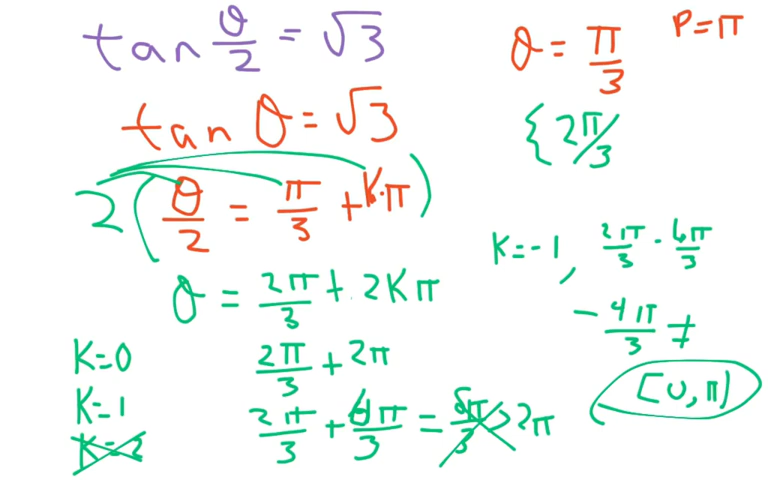 tan θ/2 = √3
θ = π/3
P = π
tan θ = √3
{2π/3
2(θ/2 = π/3 + K·π)
K=-1, 2π/3 - 6π/3
θ = 2π/3 + 2Kπ
-4π/3 ≠
K=0 2π/3 + 2π
[0, π)
K=1 2π/3 + 6π/3 = 8π/3 > 2π
K=2